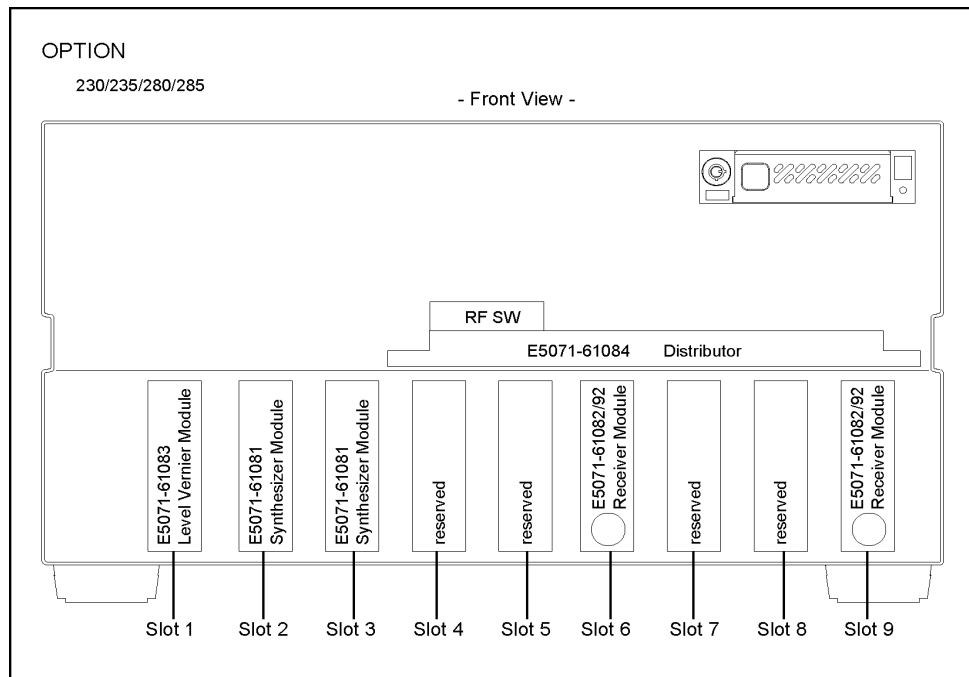 OPTION
230/235/280/285
- Front View -
RF SW
E5071-61084 Distributor
E5071-61083
Level Vernier Module
E5071-61081
Synthesizer Module
E5071-61081
Synthesizer Module
reserved
reserved
E5071-61082/92
Receiver Module
reserved
reserved
E5071-61082/92
Receiver Module
Slot 1 Slot 2 Slot 3 Slot 4 Slot 5 Slot 6 Slot 7 Slot 8 Slot 9